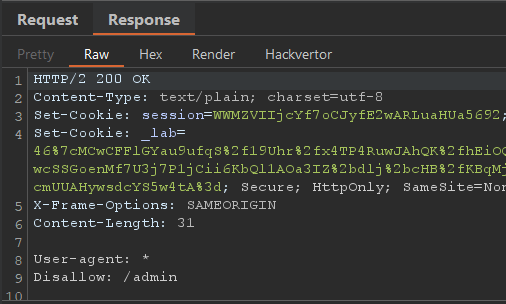 Request Response
Pretty Raw Hex Render Hackvertor
1 HTTP/2 200 OK
2 Content-Type: text/plain; charset=utf-8
3 Set-Cookie: session=WWMZVIIjcYf7oCJyfE2wARLuaHUa5692;
4 Set-Cookie: _lab=
46%7cMCwCFFlGYau9ufqS%2fl9Uhr%2fx4TP4RuwJAhQK%2fhEiOQ
wcSSGoenMf7U3j7PljCii6KbQl1AOa3IZ%2bdlj%2bcHB%2fKBqMj
cmUUAHywsdcYS5w4tA%3d; Secure; HttpOnly; SameSite=Non
5 X-Frame-Options: SAMEORIGIN
6 Content-Length: 31
7
8 User-agent: *
9 Disallow: /admin
10